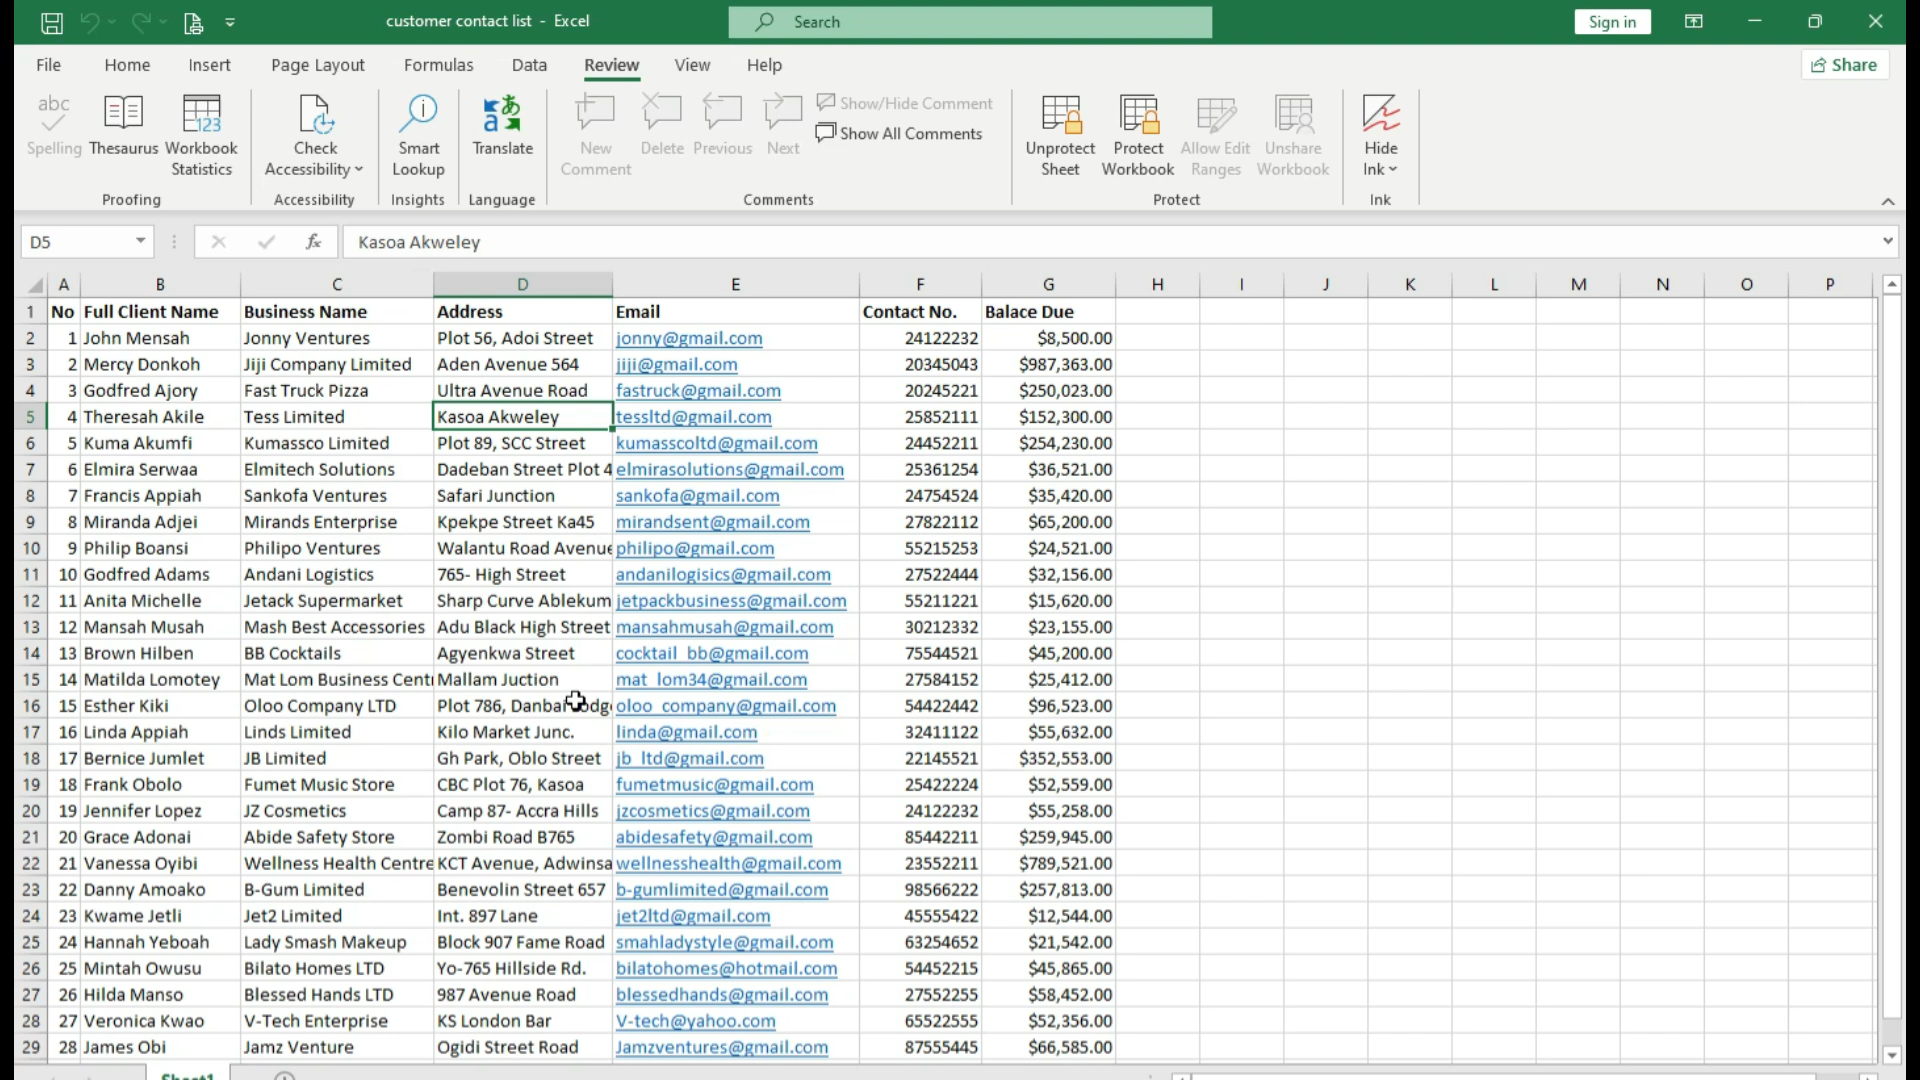 customer contact list - Excel
Search
Sign in
File Home Insert Page Layout Formulas Data Review View Help
Share
abc
Spelling
Thesaurus
Workbook Statistics
Proofing
Check Accessibility
Accessibility
Smart Lookup
Insights
Translate
Language
New Comment
Delete
Previous
Next
Show/Hide Comment
Show All Comments
Comments
Unprotect Sheet
Protect Workbook
Allow Edit Ranges
Unshare Workbook
Protect
Hide Ink
Ink
D5 fx Kasoa Akweley
A B C D E F G H I J K L M N O P
1 No Full Client Name Business Name Address Email Contact No. Balace Due
2 1 John Mensah Jonny Ventures Plot 56, Adoi Street jonny@gmail.com 24122232 $8,500.00
3 2 Mercy Donkoh Jiji Company Limited Aden Avenue 564 jiji@gmail.com 20345043 $987,363.00
4 3 Godfred Ajory Fast Truck Pizza Ultra Avenue Road fastruck@gmail.com 20245221 $250,023.00
5 4 Theresah Akile Tess Limited Kasoa Akweley tessltd@gmail.com 25852111 $152,300.00
6 5 Kuma Akumfi Kumassco Limited Plot 89, SCC Street kumasscoltd@gmail.com 24452211 $254,230.00
7 6 Elmira Serwaa Elmitech Solutions Dadeban Street Plot 4 elmirasolutions@gmail.com 25361254 $36,521.00
8 7 Francis Appiah Sankofa Ventures Safari Junction sankofa@gmail.com 24754524 $35,420.00
9 8 Miranda Adjei Mirands Enterprise Kpekpe Street Ka45 mirandsent@gmail.com 27822112 $65,200.00
10 9 Philip Boansi Philipo Ventures Walantu Road Avenue philipo@gmail.com 55215253 $24,521.00
11 10 Godfred Adams Andani Logistics 765- High Street andanilogisics@gmail.com 27522444 $32,156.00
12 11 Anita Michelle Jetack Supermarket Sharp Curve Ablekum jetpackbusiness@gmail.com 55211221 $15,620.00
13 12 Mansah Musah Mash Best Accessories Adu Black High Street mansahmusah@gmail.com 30212332 $23,155.00
14 13 Brown Hilben BB Cocktails Agyenkwa Street cocktail_bb@gmail.com 75544521 $45,200.00
15 14 Matilda Lomotey Mat Lom Business Cent Mallam Juction mat_lom34@gmail.com 27584152 $25,412.00
16 15 Esther Kiki Oloo Company LTD Plot 786, oloo_company@gmail.com 54422442 $96,523.00
17 16 Linda Appiah Linds Limited Kilo Market Junc. linda@gmail.com 32411122 $55,632.00
18 17 Bernice Jumlet JB Limited Gh Park, Oblo Street jb_ltd@gmail.com 22145521 $352,553.00
19 18 Frank Obolo Fumet Music Store CBC Plot 76, Kasoa fumetmusic@gmail.com 25422224 $52,559.00
20 19 Jennifer Lopez JZ Cosmetics Camp 87- Accra Hills jzcosmetics@gmail.com 24122232 $55,258.00
21 20 Grace Adonai Abide Safety Store Zombi Road B765 abidesafety@gmail.com 85442211 $259,945.00
22 21 Vanessa Oyibi Wellness Health Centre KCT Avenue, Adwinsa wellnesshealth@gmail.com 23552211 $789,521.00
23 22 Danny Amoako B-Gum Limited Benevolin Street 657 b-gumlimited@gmail.com 98566222 $257,813.00
24 23 Kwame Jetli Jet2 Limited Int. 897 Lane jet2ltd@gmail.com 45555422 $12,544.00
25 24 Hannah Yeboah Lady Smash Makeup Block 907 Fame Road smahladystyle@gmail.com 63254652 $21,542.00
26 25 Mintah Owusu Bilato Homes LTD Yo-765 Hillside Rd. bilatohomes@hotmail.com 54452215 $45,865.00
27 26 Hilda Manso Blessed Hands LTD 987 Avenue Road blessedhands@gmail.com 27552255 $58,452.00
28 27 Veronica Kwao V-Tech Enterprise KS London Bar V-tech@yahoo.com 65522555 $52,356.00
29 28 James Obi Jamz Venture Ogidi Street Road Jamzventures@gmail.com 87555445 $66,585.00
Sheet1